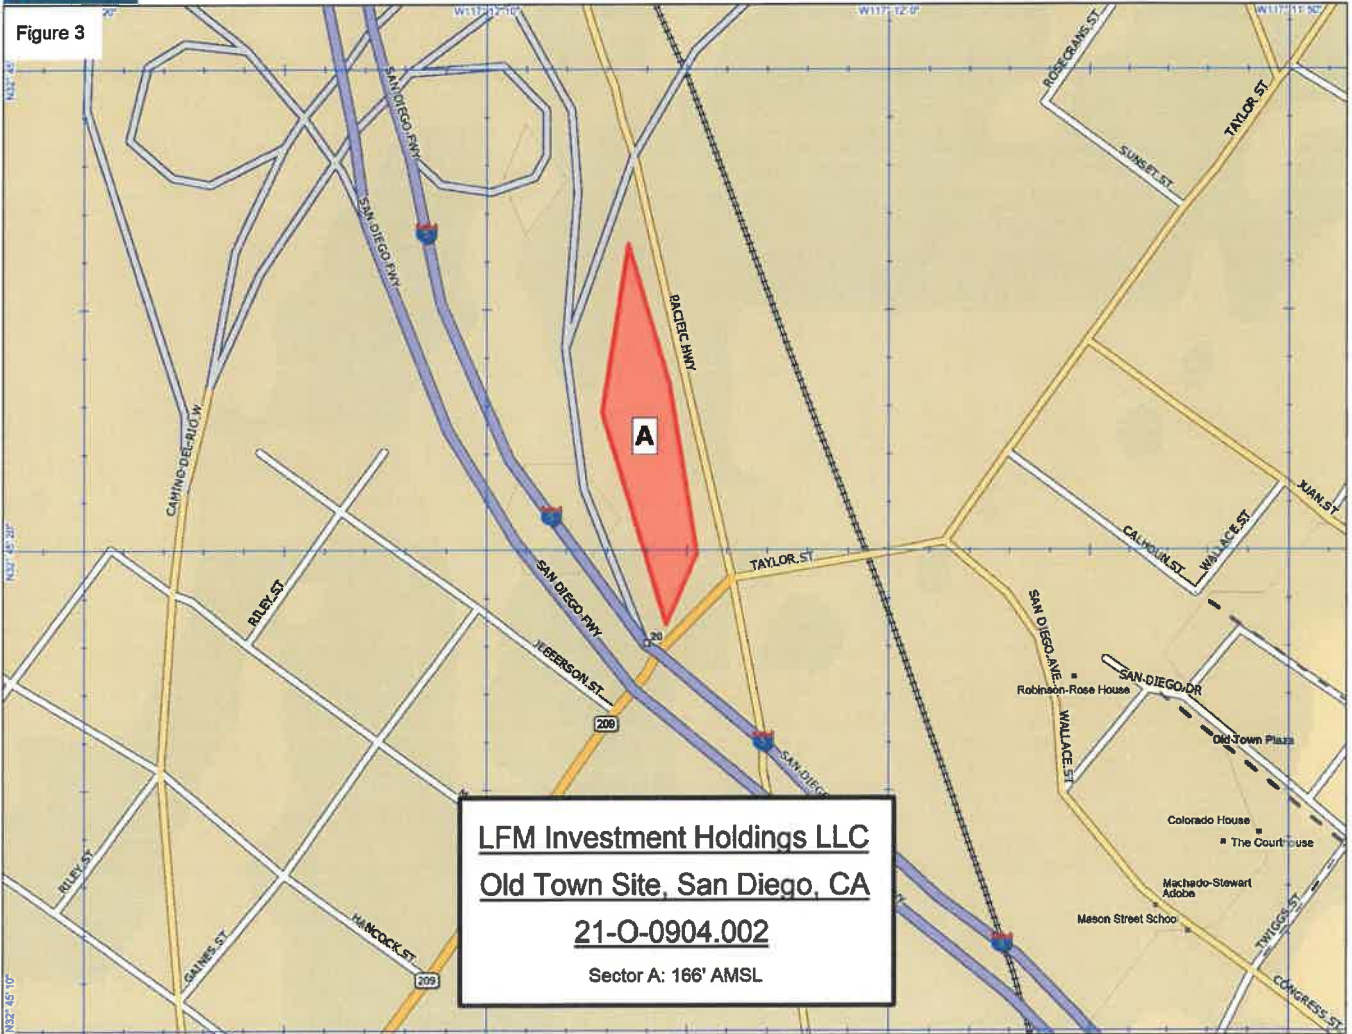 Figure 3
W117°12'10"
W117°12'0"
W117°11'50"
ROSECRANS ST
TAYLOR ST
SUNSET ST
SAN DIEGO FWY
SAN DIEGO FWY
PACIFIC HWY
A
CAMINO DEL RIO W
JUAN ST
CALHOUN ST
WALLACE ST
N32°45'20"
TAYLOR ST
RILEY ST
SAN DIEGO FWY
SAN DIEGO AVE
20
JEFFERSON ST
SAN DIEGO DR
Robinson-Rose House
209
WALLACE ST
Old Town Plaza
SAN DIEGO
LFM Investment Holdings LLC
Old Town Site, San Diego, CA
21-O-0904.002
Sector A: 166' AMSL
Colorado House
The Courthouse
Machado-Stewart
Adobe
Mason Street Schoo
RILEY ST
HANCOCK ST
GAINES ST
209
TWIGGS ST
CONGRESS ST
N32°45'10"